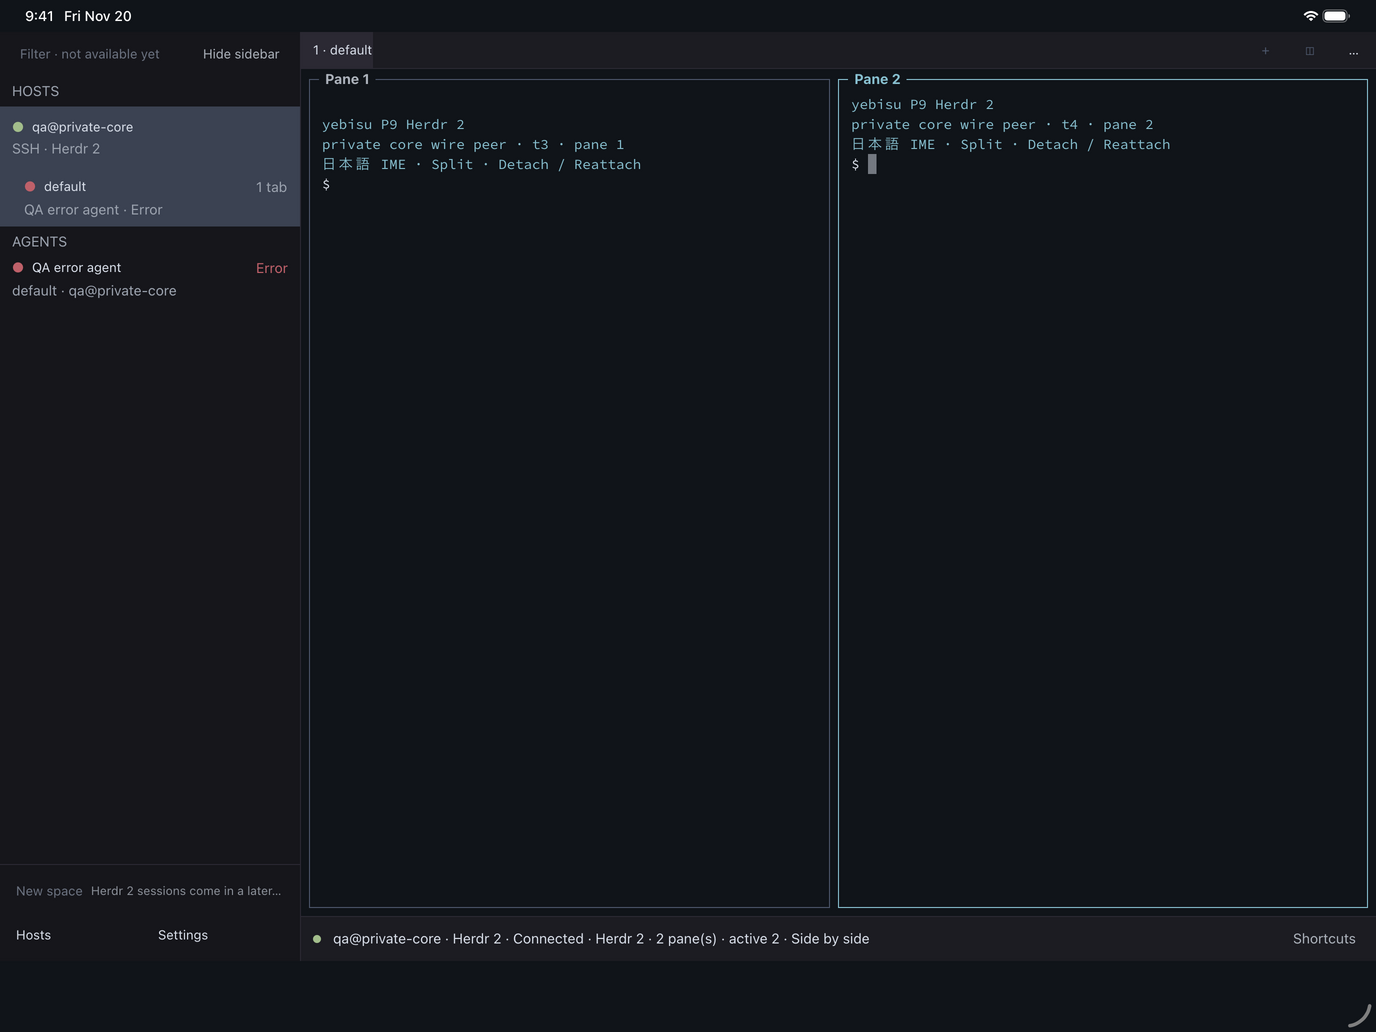 9:41 Fri Nov 20
Filter · not available yet
Hide sidebar
HOSTS
qa@private-core
SSH · Herdr 2
default
1 tab
QA error agent · Error
AGENTS
QA error agent
Error
default · qa@private-core
New space Herdr 2 sessions come in a later...
Hosts
Settings
1 · default
+
...
Pane 1
yebisu P9 Herdr 2
private core wire peer · t3 · pane 1
日本語 IME · Split · Detach / Reattach
$
Pane 2
yebisu P9 Herdr 2
private core wire peer · t4 · pane 2
日本語 IME · Split · Detach / Reattach
$
qa@private-core · Herdr 2 · Connected · Herdr 2 · 2 pane(s) · active 2 · Side by side
Shortcuts